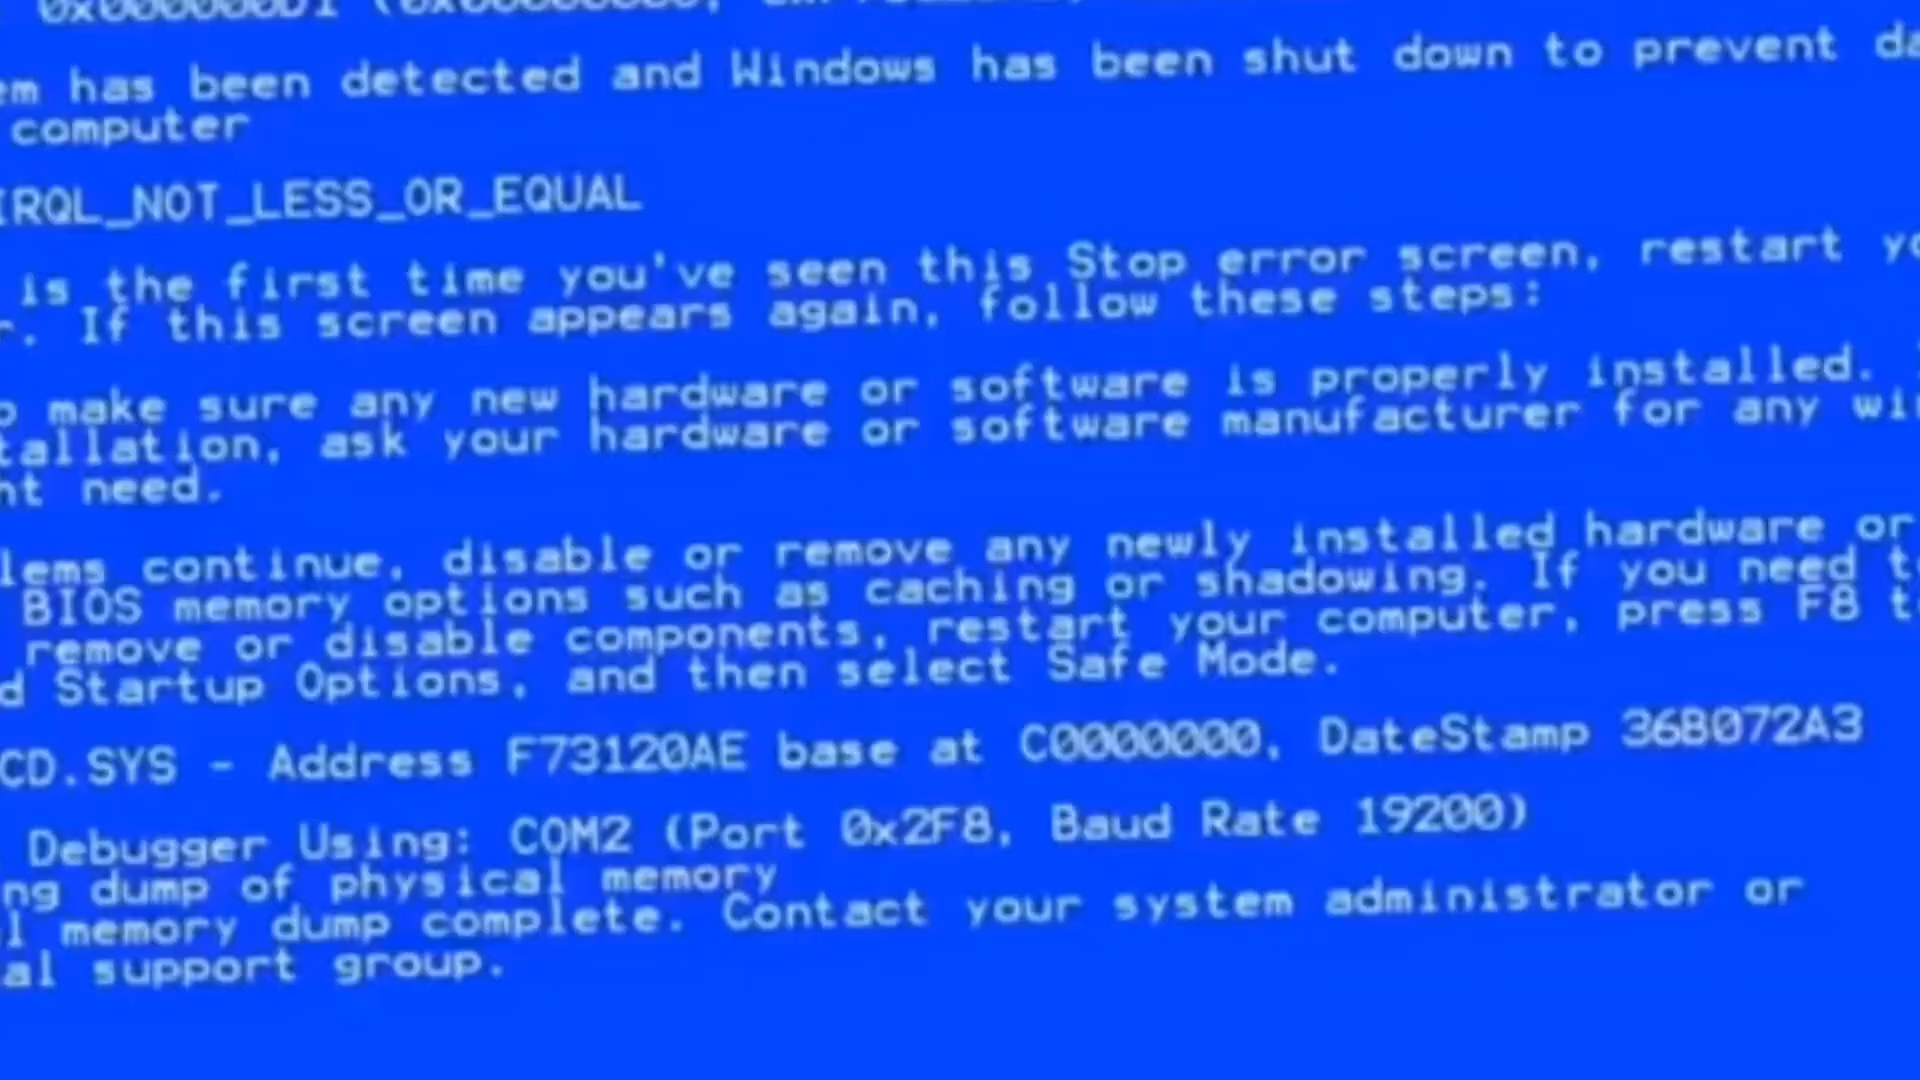 0x000000D1 (0x00000000,
em has been detected and Windows has been shut down to prevent da
computer
IRQL_NOT_LESS_OR_EQUAL
is the first time you've seen this Stop error screen, restart yo
r. If this screen appears again, follow these steps:
o make sure any new hardware or software is properly installed.
tallation, ask your hardware or software manufacturer for any wi
ht need.
lems continue, disable or remove any newly installed hardware or
BIOS memory options such as caching or shadowing. If you need t
remove or disable components, restart your computer, press F8 t
d Startup Options, and then select Safe Mode.
CD.SYS - Address F73120AE base at C0000000, DateStamp 36B072A3
Debugger Using: COM2 (Port 0x2F8, Baud Rate 19200)
ng dump of physical memory
l memory dump complete. Contact your system administrator or
al support group.